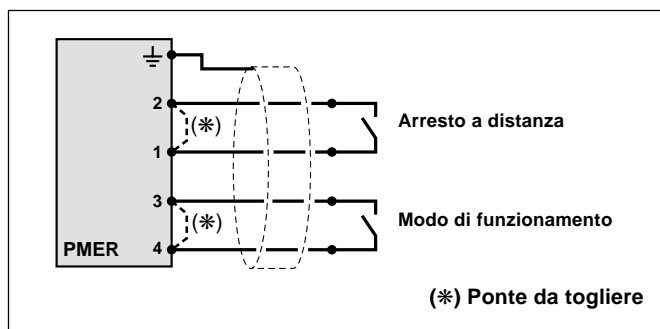 2
(✻)
Arresto a distanza
1
3
(✻)
Modo di funzionamento
4
PMER
(✻) Ponte da togliere